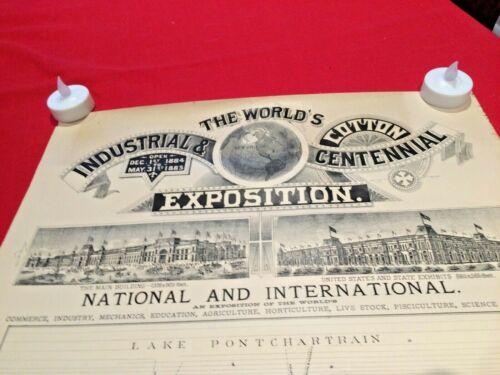 THE WORLD'S
INDUSTRIAL & COTTON CENTENNIAL
OPEN
DEC. 1ST 1884
MAY. 31ST 1885
EXPOSITION.
THE MAIN BUILDING
UNITED STATES AND STATE EXHIBITS
NATIONAL AND INTERNATIONAL.
AN EXPOSITION OF THE WORLD'S
COMMERCE, INDUSTRY, MECHANICS, EDUCATION, AGRICULTURE, HORTICULTURE, LIVE STOCK, PISCICULTURE, SCIENCE
LAKE PONTCHARTRAIN